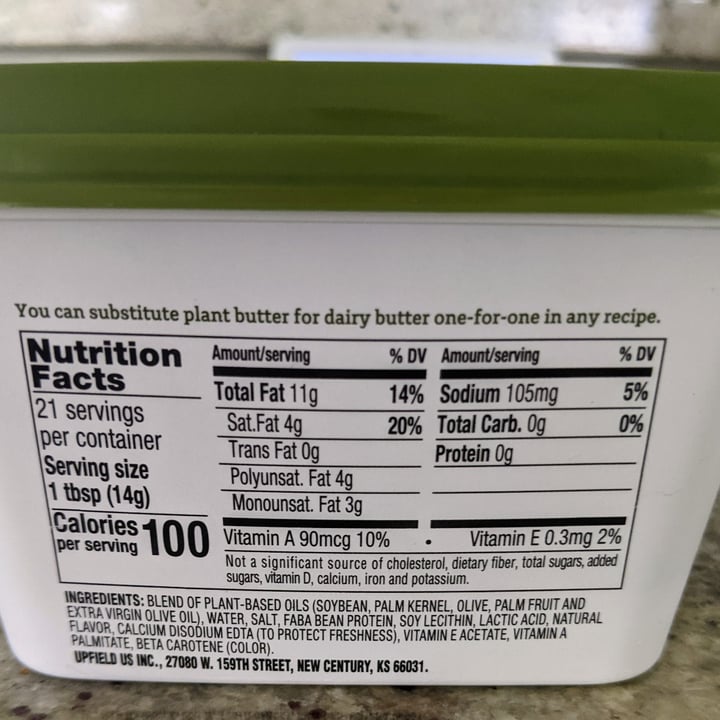 You can substitute plant butter for dairy butter one-for-one in any recipe.
Nutrition
Facts
21 servings
per container
Serving size
1 tbsp (14g)
Calories 100
per serving
Amount/serving % DV
Total Fat 11g 14%
Sat.Fat 4g 20%
Trans Fat 0g
Polyunsat. Fat 4g
Monounsat. Fat 3g
Amount/serving % DV
Sodium 105mg 5%
Total Carb. 0g 0%
Protein 0g
Vitamin A 90mcg 10% • Vitamin E 0.3mg 2%
Not a significant source of cholesterol, dietary fiber, total sugars, added
sugars, vitamin D, calcium, iron and potassium.
INGREDIENTS: BLEND OF PLANT-BASED OILS (SOYBEAN, PALM KERNEL, OLIVE, PALM FRUIT AND
EXTRA VIRGIN OLIVE OIL), WATER, SALT, FABA BEAN PROTEIN, SOY LECITHIN, LACTIC ACID, NATURAL
FLAVOR, CALCIUM DISODIUM EDTA (TO PROTECT FRESHNESS), VITAMIN E ACETATE, VITAMIN A
PALMITATE, BETA CAROTENE (COLOR).
UPFIELD US INC., 27080 W. 159TH STREET, NEW CENTURY, KS 66031.